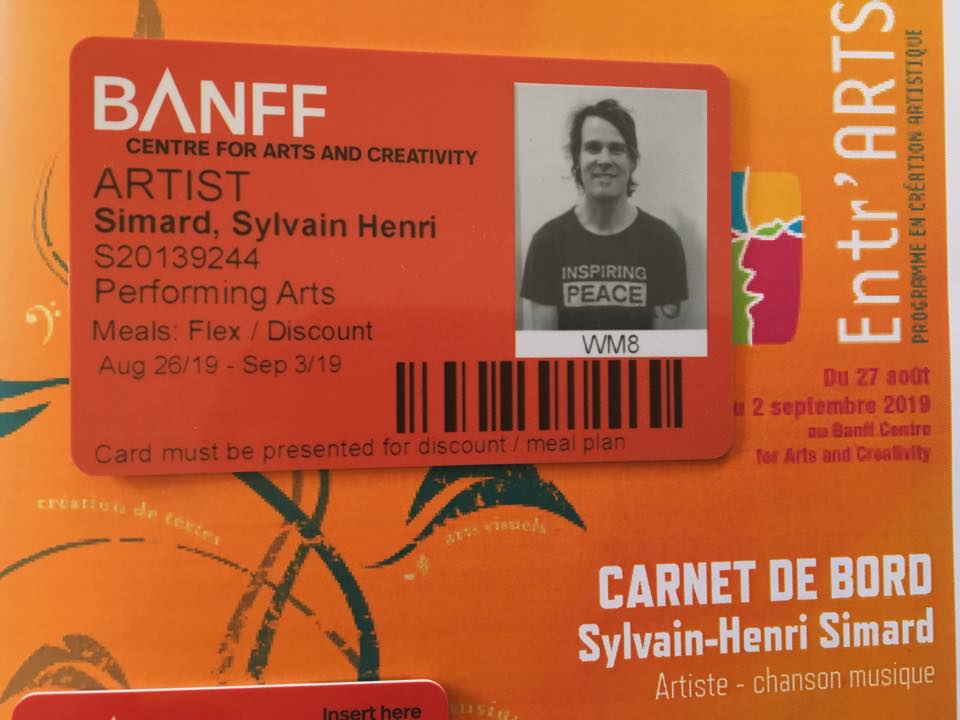 BANFF
CENTRE FOR ARTS AND CREATIVITY
ARTIST
Simard, Sylvain Henri
S20139244
Performing Arts
Meals: Flex / Discount
Aug 26/19 - Sep 3/19
INSPIRING
PEACE
WM8
Card must be presented for discount / meal plan
Entr'ARTS
PROGRAMME EN CRÉATION ARTISTIQUE
Du 27 août
u 2 septembre 2019
au Banff Centre
for Arts and Creativity
création de textes
arts visuels
CARNET DE BORD
Sylvain-Henri Simard
Artiste - chanson musique
Insert here